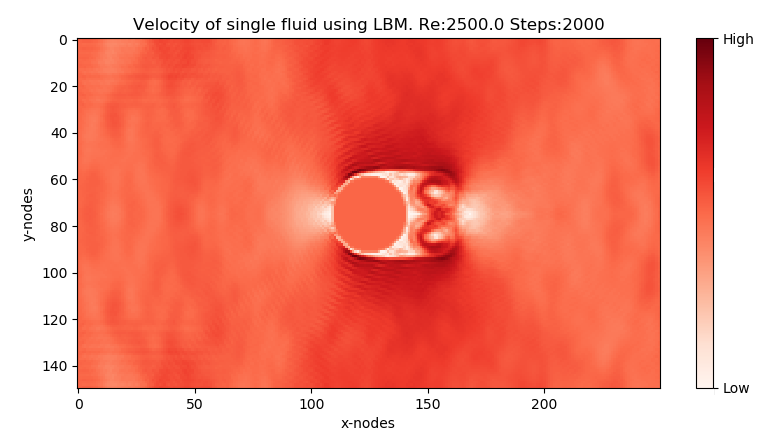 Velocity of single fluid using LBM. Re:2500.0 Steps:2000
0
20
40
60
80
100
120
140
y-nodes
0
50
100
150
200
x-nodes
High
Low